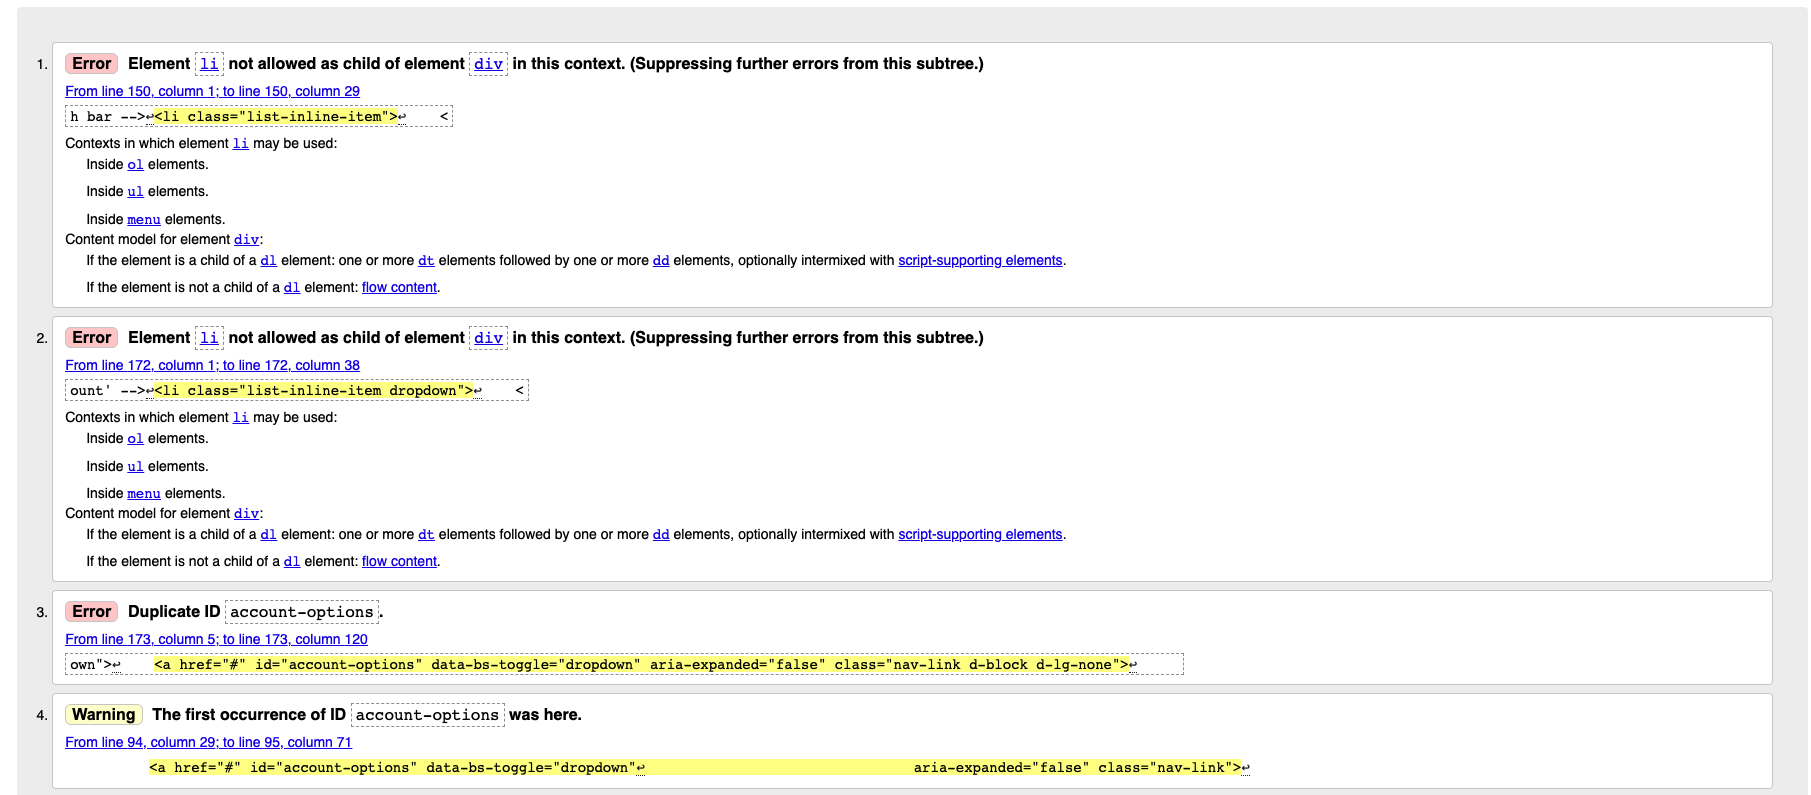 1. Error Element li not allowed as child of element div in this context. (Suppressing further errors from this subtree.)
From line 150, column 1; to line 150, column 29
h bar -->↩<li class="list-inline-item">↩    <
Contexts in which element li may be used:
Inside ol elements.
Inside ul elements.
Inside menu elements.
Content model for element div:
If the element is a child of a dl element: one or more dt elements followed by one or more dd elements, optionally intermixed with script-supporting elements.
If the element is not a child of a dl element: flow content.
2. Error Element li not allowed as child of element div in this context. (Suppressing further errors from this subtree.)
From line 172, column 1; to line 172, column 38
ount' -->↩<li class="list-inline-item dropdown">↩    <
Contexts in which element li may be used:
Inside ol elements.
Inside ul elements.
Inside menu elements.
Content model for element div:
If the element is a child of a dl element: one or more dt elements followed by one or more dd elements, optionally intermixed with script-supporting elements.
If the element is not a child of a dl element: flow content.
3. Error Duplicate ID account-options.
From line 173, column 5; to line 173, column 120
own">↩    <a href="#" id="account-options" data-bs-toggle="dropdown" aria-expanded="false" class="nav-link d-block d-lg-none">↩
4. Warning The first occurrence of ID account-options was here.
From line 94, column 29; to line 95, column 71
<a href="#" id="account-options" data-bs-toggle="dropdown"↩                                aria-expanded="false" class="nav-link">↩